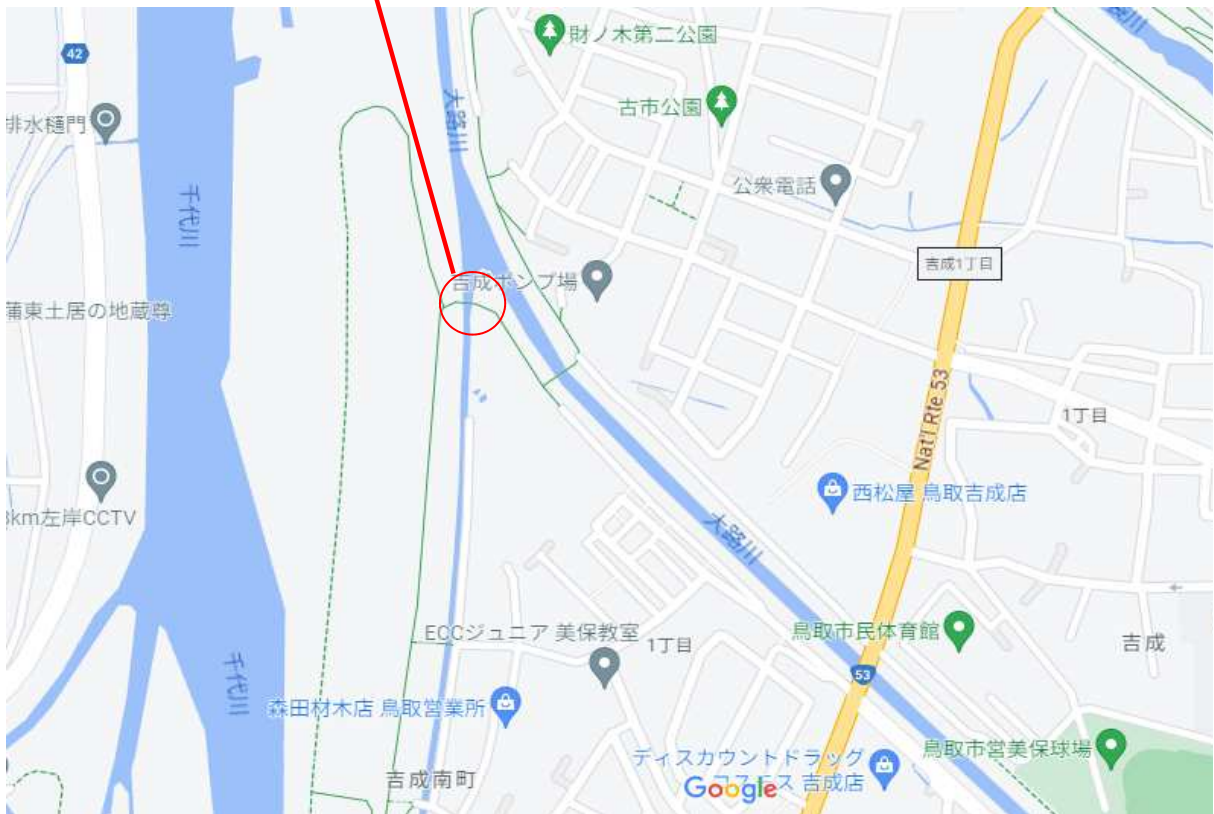 42
財ノ木第二公園
大路川
古市公園
排水樋門
公衆電話
千代川
吉成1丁目
吉成ポンプ場
蒲東土居の地蔵尊
Nat'l Rte 53
1丁目
西松屋 鳥取吉成店
km左岸CCTV
大路川
ECCジュニア 美保教室
1丁目
鳥取市民体育館
吉成
千代川
53
森田材木店 鳥取営業所
鳥取市営美保球場
ディスカウントドラッグ
コスモス 吉成店
吉成南町
Google
千代川